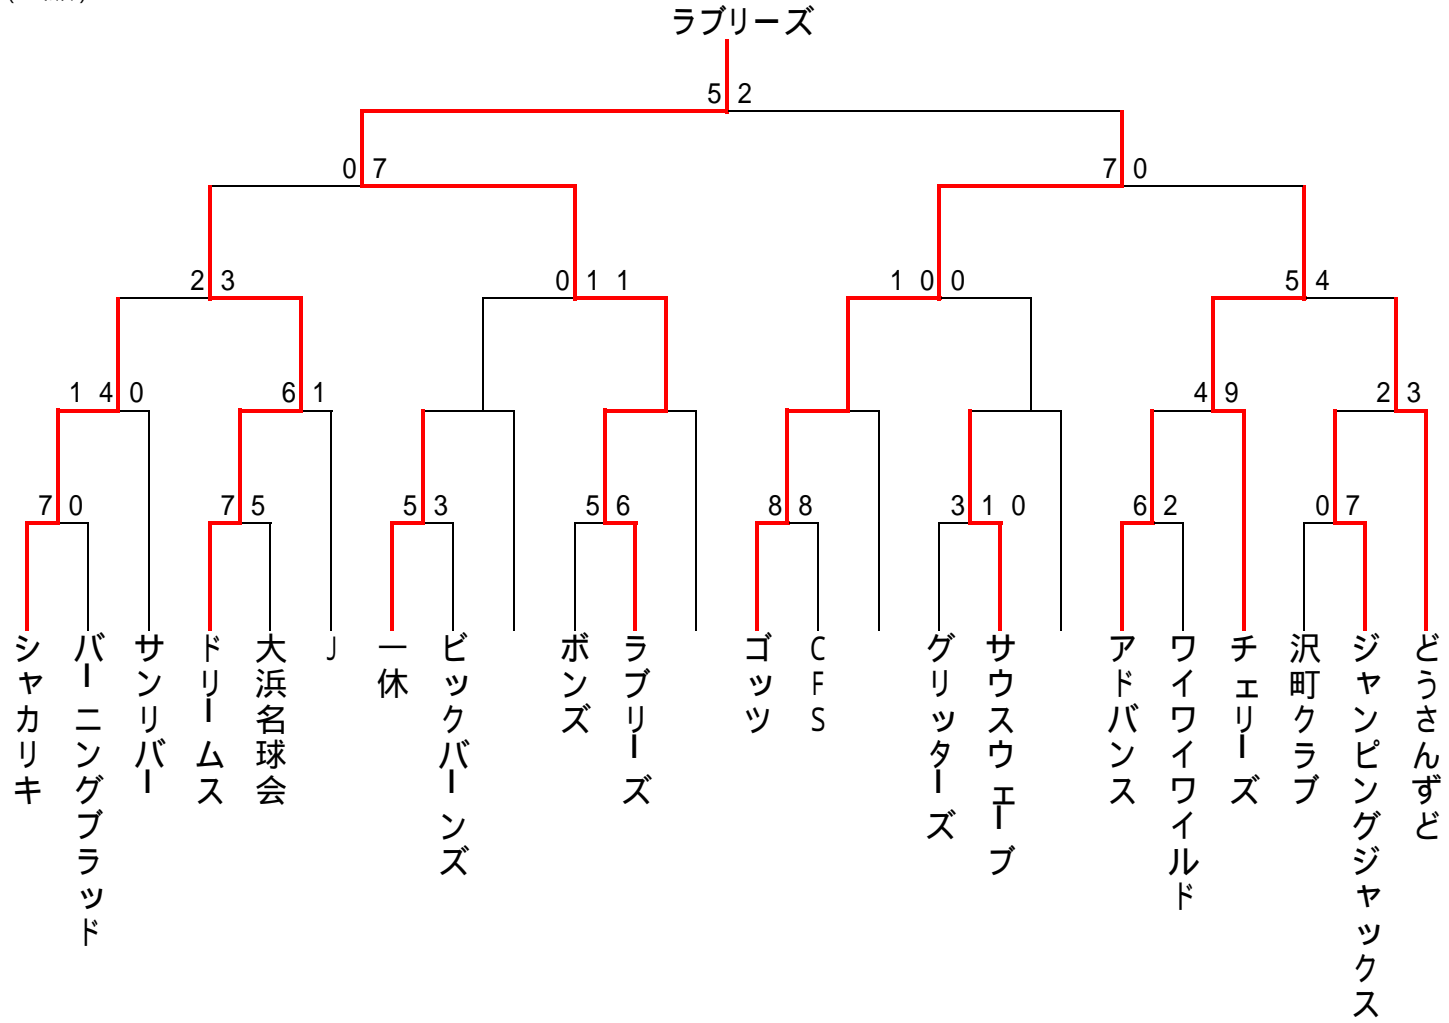 ラブリーズ
5 2
0 7
7 0
2 3
0 1 1
1 0 0
5 4
1 4 0
6 1
4 9
2 3
7 0
7 5
5 3
5 6
8 8
3 1 0
6 2
0 7
シャカリキ
バーニングブラッド
サンリバー
ドリームス
大浜名球会
J
一休
ビックバーンズ
ボンズ
ラブリーズ
ゴッツ
CFS
グリッターズ
サウスウェーブ
アドバンス
ワイワイワイルド
チェリーズ
沢町クラブ
ジャンピングジャックス
どうさんずど